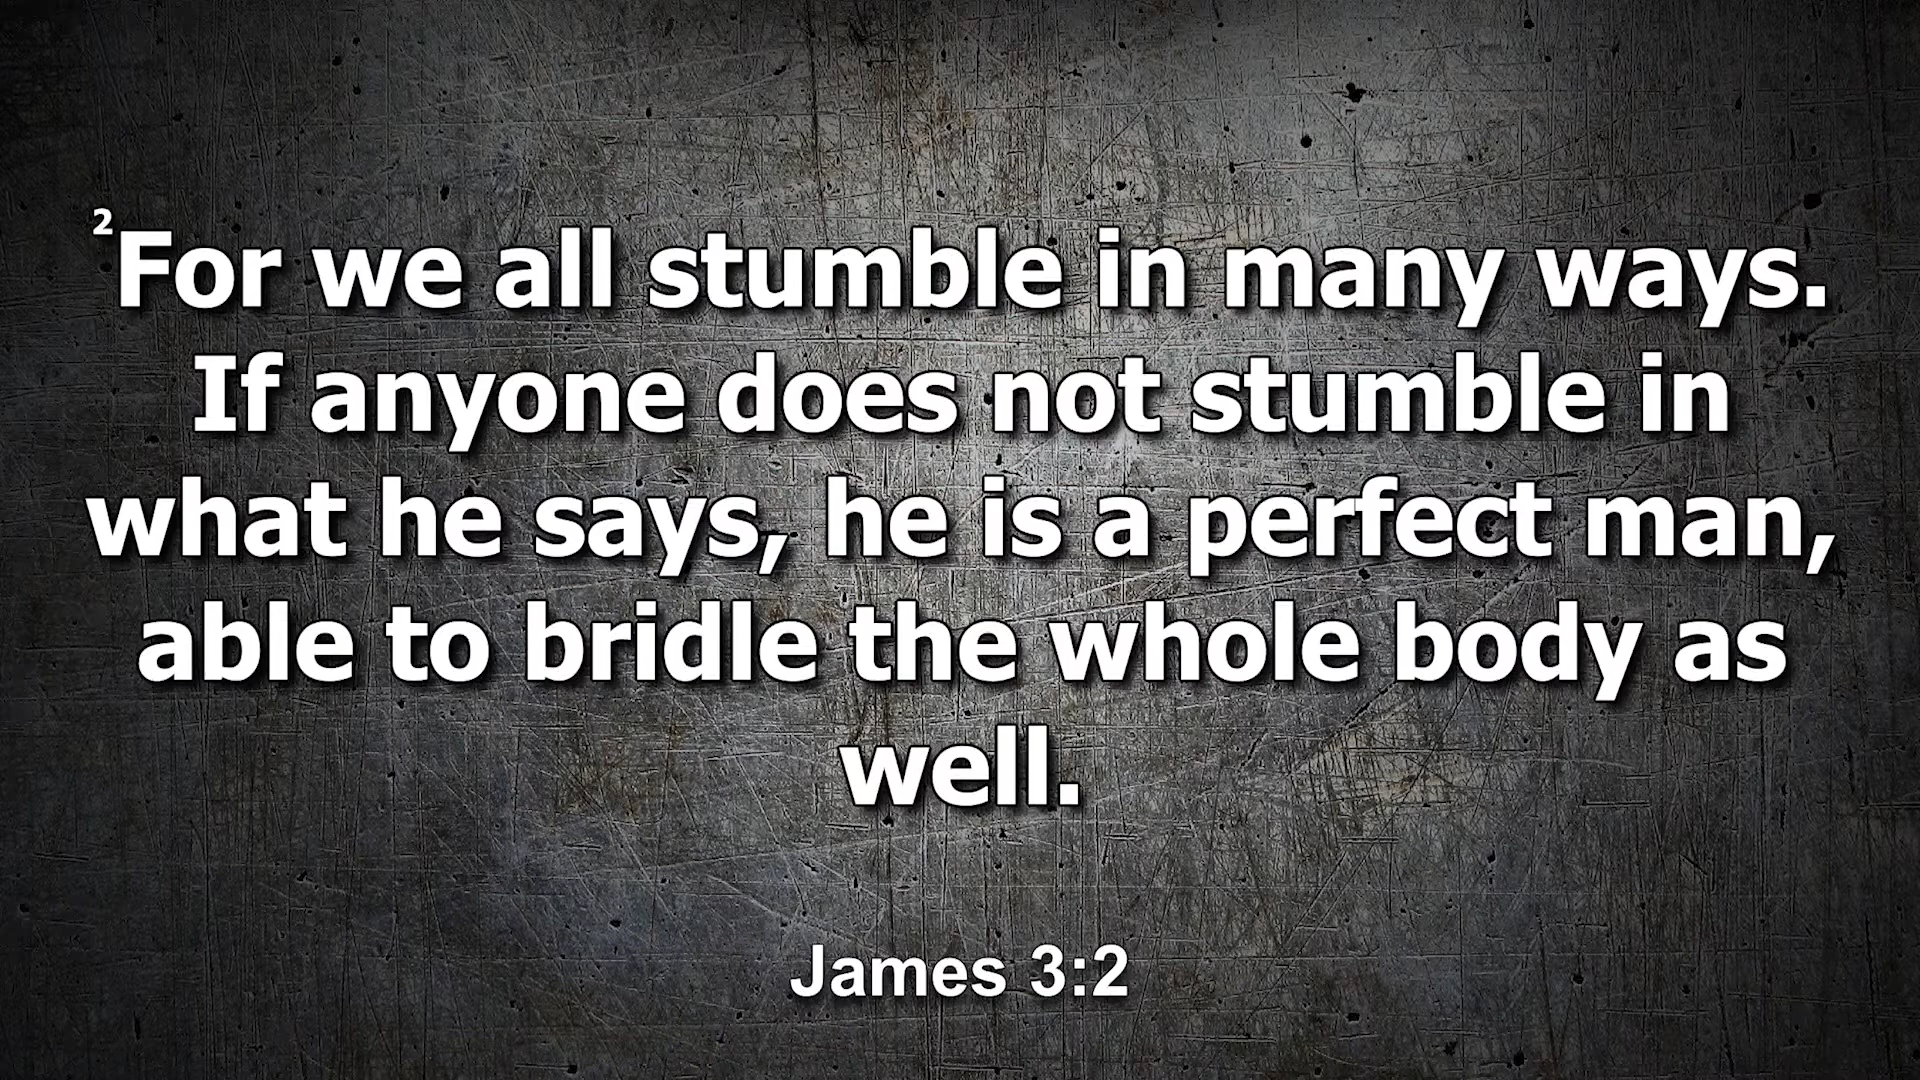 ²For we all stumble in many ways.
If anyone does not stumble in
what he says, he is a perfect man,
able to bridle the whole body as
well.
James 3:2